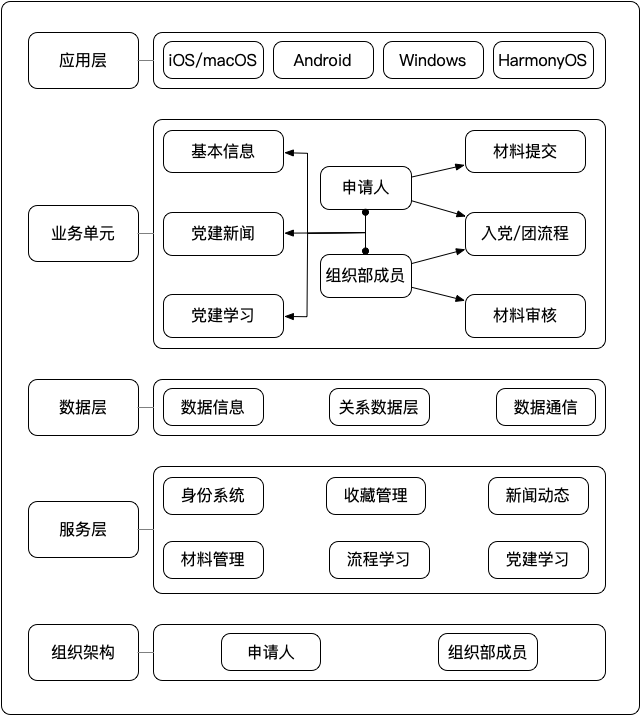 应用层
iOS/macOS
Android
Windows
HarmonyOS
业务单元
基本信息
申请人
材料提交
党建新闻
入党/团流程
组织部成员
党建学习
材料审核
数据层
数据信息
关系数据层
数据通信
服务层
身份系统
收藏管理
新闻动态
材料管理
流程学习
党建学习
组织架构
申请人
组织部成员